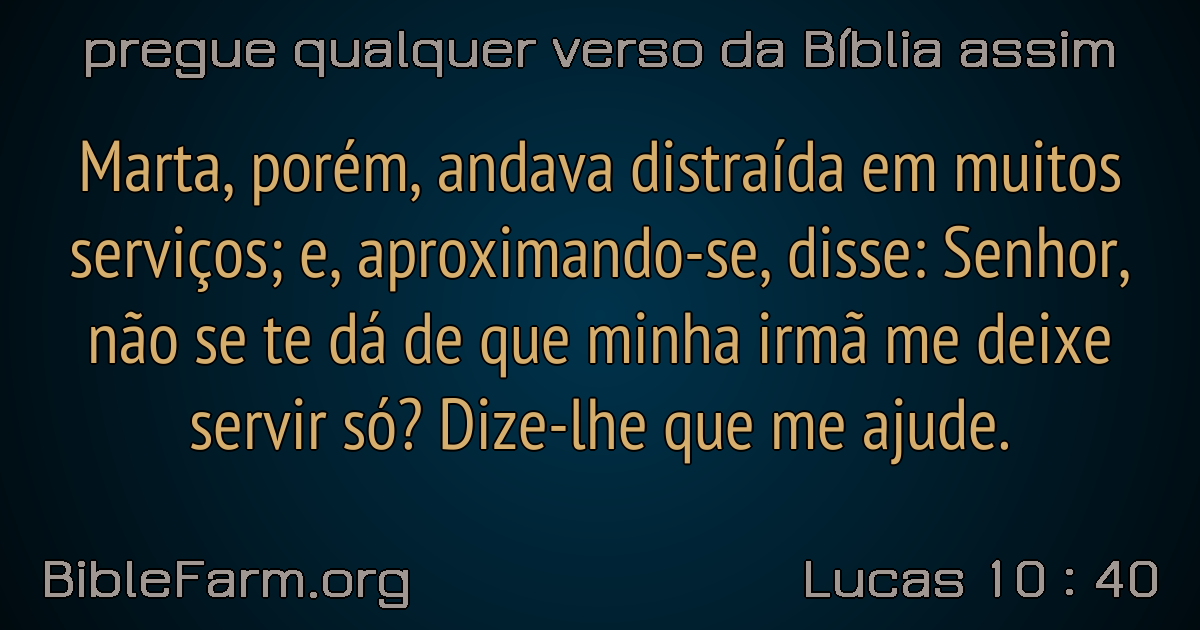 pregue qualquer verso da Bíblia assim
Marta, porém, andava distraída em muitos
serviços; e, aproximando-se, disse: Senhor,
não se te dá de que minha irmã me deixe
servir só? Dize-lhe que me ajude.
BibleFarm.org
Lucas 10 : 40